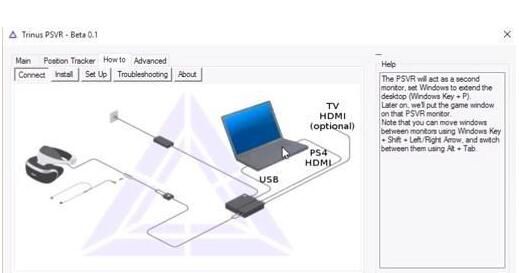 Trinus PSVR - Beta 0.1
Main Position Tracker How to Advanced
Connect Install Set Up Troubleshooting About
TV
HDMI
(optional)
PS4
HDMI
USB
Help
The PSVR will act as a second
monitor, set Windows to extend the
desktop (Windows Key + P).
Later on, we'll put the game window
on that PSVR monitor.
Note that you can move windows
between monitors using Windows Key
+ Shift + Left/Right Arrow, and switch
between them using Alt + Tab.